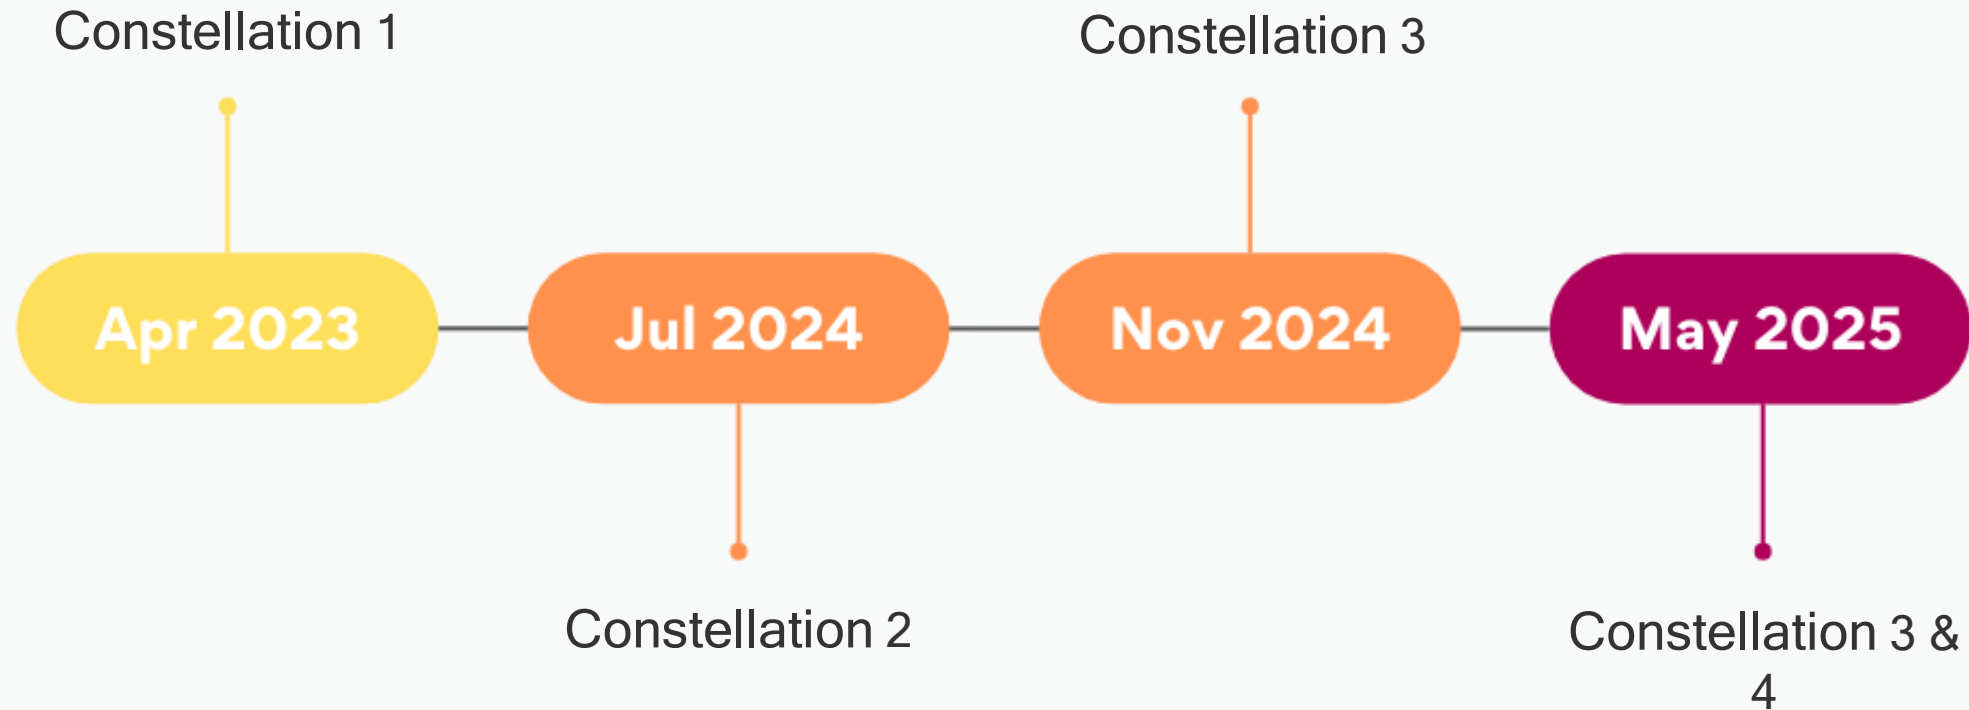 Constellation 1
Constellation 3
Apr 2023
Jul 2024
Nov 2024
May 2025
Constellation 2
Constellation 3 &
4